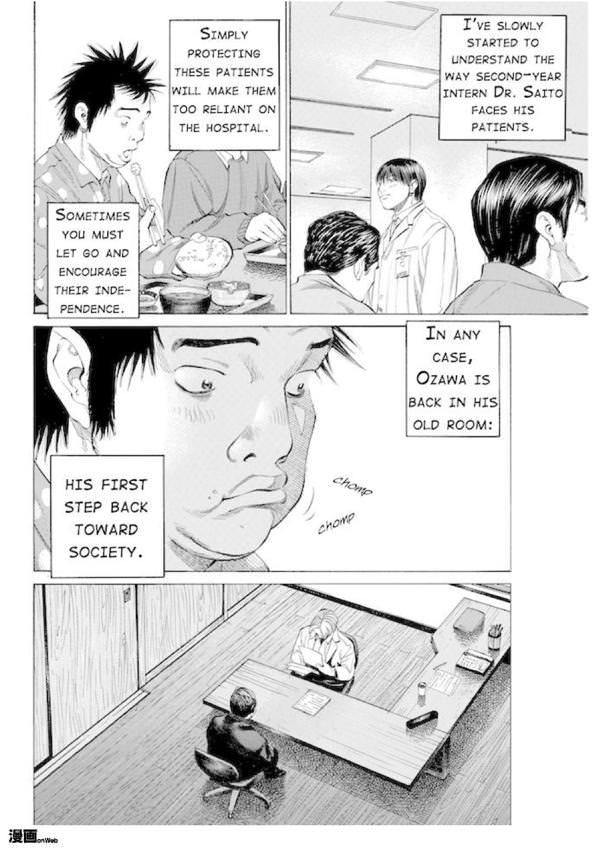 I'VE SLOWLY
STARTED TO
UNDERSTAND THE
WAY SECOND-YEAR
INTERN DR. SAITO
FACES HIS
PATIENTS.
SIMPLY
PROTECTING
THESE PATIENTS
WILL MAKE THEM
TOO RELIANT ON
THE HOSPITAL.
SOMETIMES
YOU MUST
LET GO AND
ENCOURAGE
THEIR INDE-
PENDENCE.
IN ANY
CASE,
OZAWA IS
BACK IN HIS
OLD ROOM:
HIS FIRST
STEP BACK
TOWARD
SOCIETY.
chomp
chomp
漫画onWeb